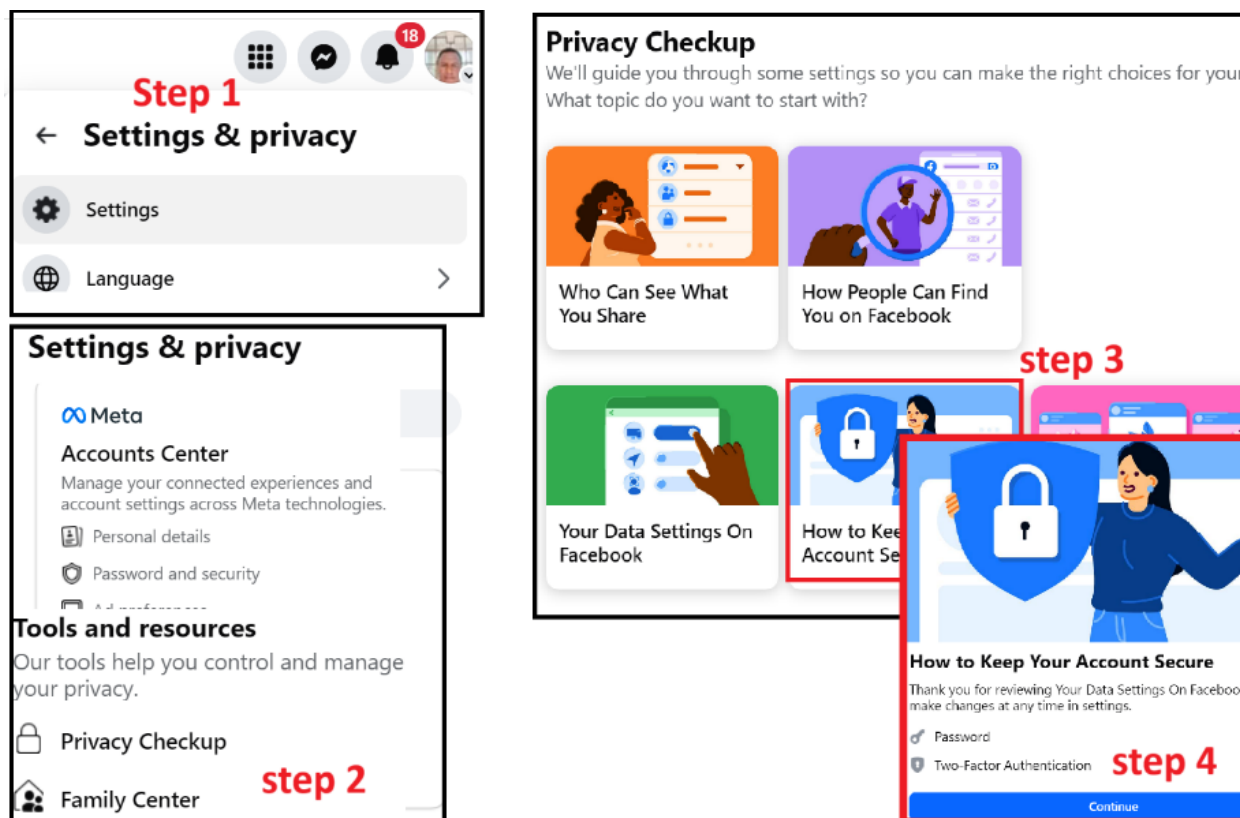 18
Step 1
Settings & privacy
Settings
Language
Settings & privacy
Meta
Accounts Center
Manage your connected experiences and
account settings across Meta technologies.
Personal details
Password and security
Ad preferences
Tools and resources
Our tools help you control and manage
your privacy.
Privacy Checkup
step 2
Family Center
Privacy Checkup
We'll guide you through some settings so you can make the right choices for your
What topic do you want to start with?
Who Can See What
You Share
How People Can Find
You on Facebook
step 3
Your Data Settings On
Facebook
How to Kee
Account Se
How to Keep Your Account Secure
Thank you for reviewing Your Data Settings On Faceboo
make changes at any time in settings.
Password
Two-Factor Authentication
step 4
Continue